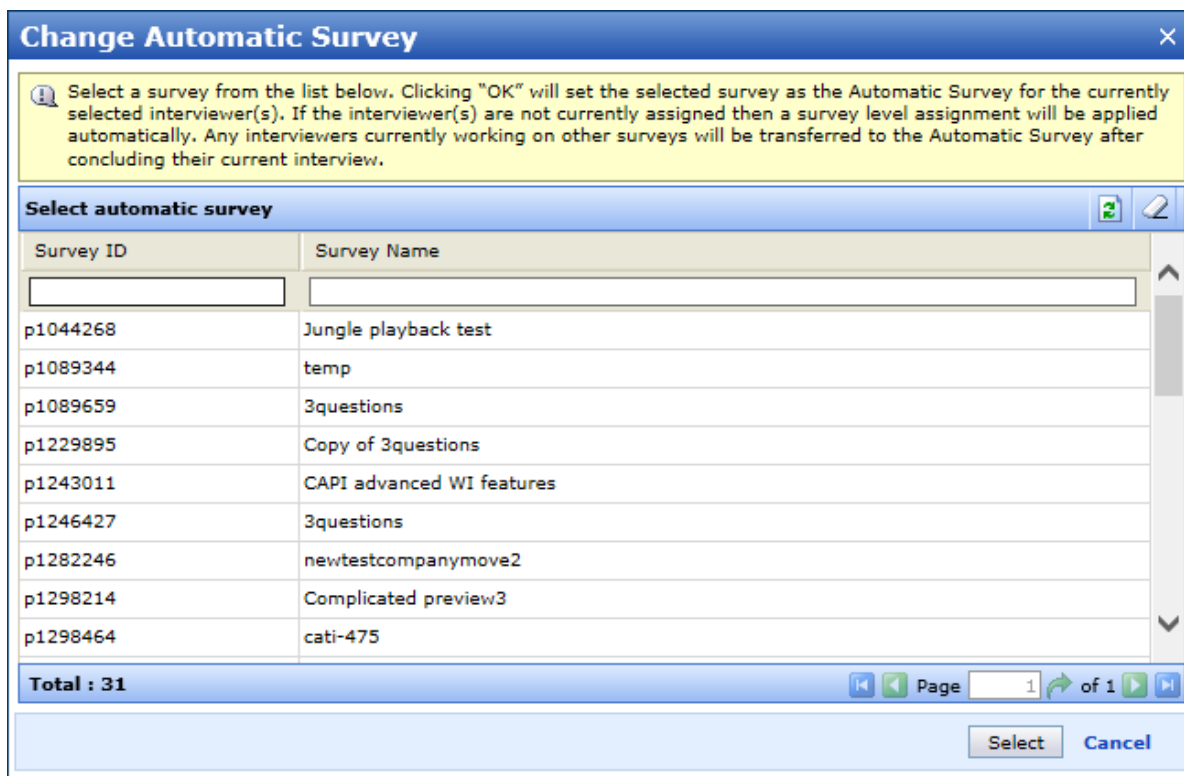 Change Automatic Survey
Select a survey from the list below. Clicking "OK" will set the selected survey as the Automatic Survey for the currently
selected interviewer(s). If the interviewer(s) are not currently assigned then a survey level assignment will be applied
automatically. Any interviewers currently working on other surveys will be transferred to the Automatic Survey after
concluding their current interview.
Select automatic survey
Survey ID Survey Name
p1044268 Jungle playback test
p1089344 temp
p1089659 3questions
p1229895 Copy of 3questions
p1243011 CAPI advanced WI features
p1246427 3questions
p1282246 newtestcompanymove2
p1298214 Complicated preview3
p1298464 cati-475
Total : 31 Page 1 of 1
Select Cancel